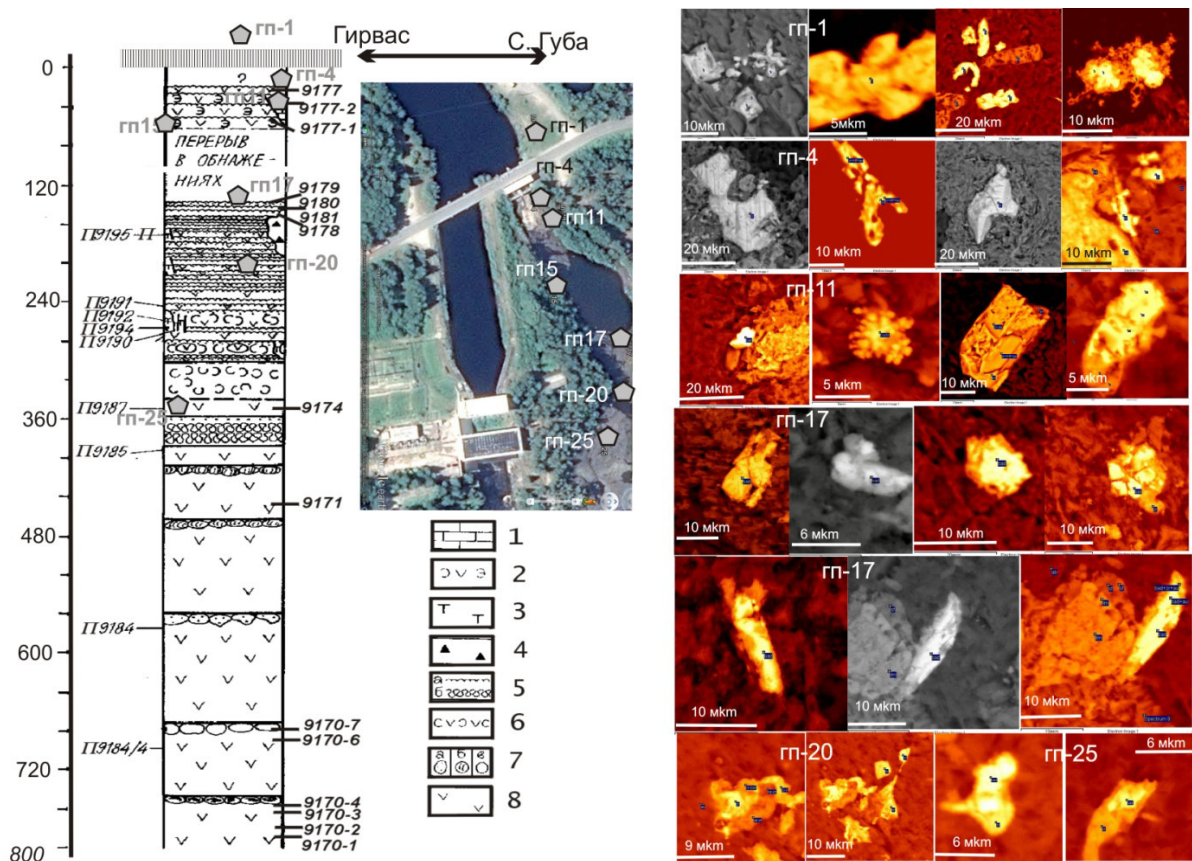 гп-1
Гирвас
С. Губа
0
120
240
360
480
600
720
800
?
гп-4
9177
9177-2
9177-1
гп15
ПЕРЕРЫВ
В ОБНАЖЕ-
НИЯХ
гп17
9179
9180
9181
9178
П9195
гп-20
П9191
П9192
П9194
П9190
П9187
гп-25
9174
П9185
9171
П9184
9170-7
9170-6
П9184/4
9170-4
9170-3
9170-2
9170-1
гп-1
гп-4
гп11
гп15
гп17
гп-20
гп-25
1
2
3
4
а
б
5
6
а б в
7
8
гп-1
10мкм
5мкм
20 мкм
10 мкм
гп-4
20 мкм
10 мкм
20 мкм
10 мкм
гп-11
20 мкм
5 мкм
10 мкм
5 мкм
гп-17
10 мкм
6 мкм
10 мкм
10 мкм
гп-17
10 мкм
10 мкм
10 мкм
гп-20
гп-25
6 мкм
9 мкм
10 мкм
6 мкм